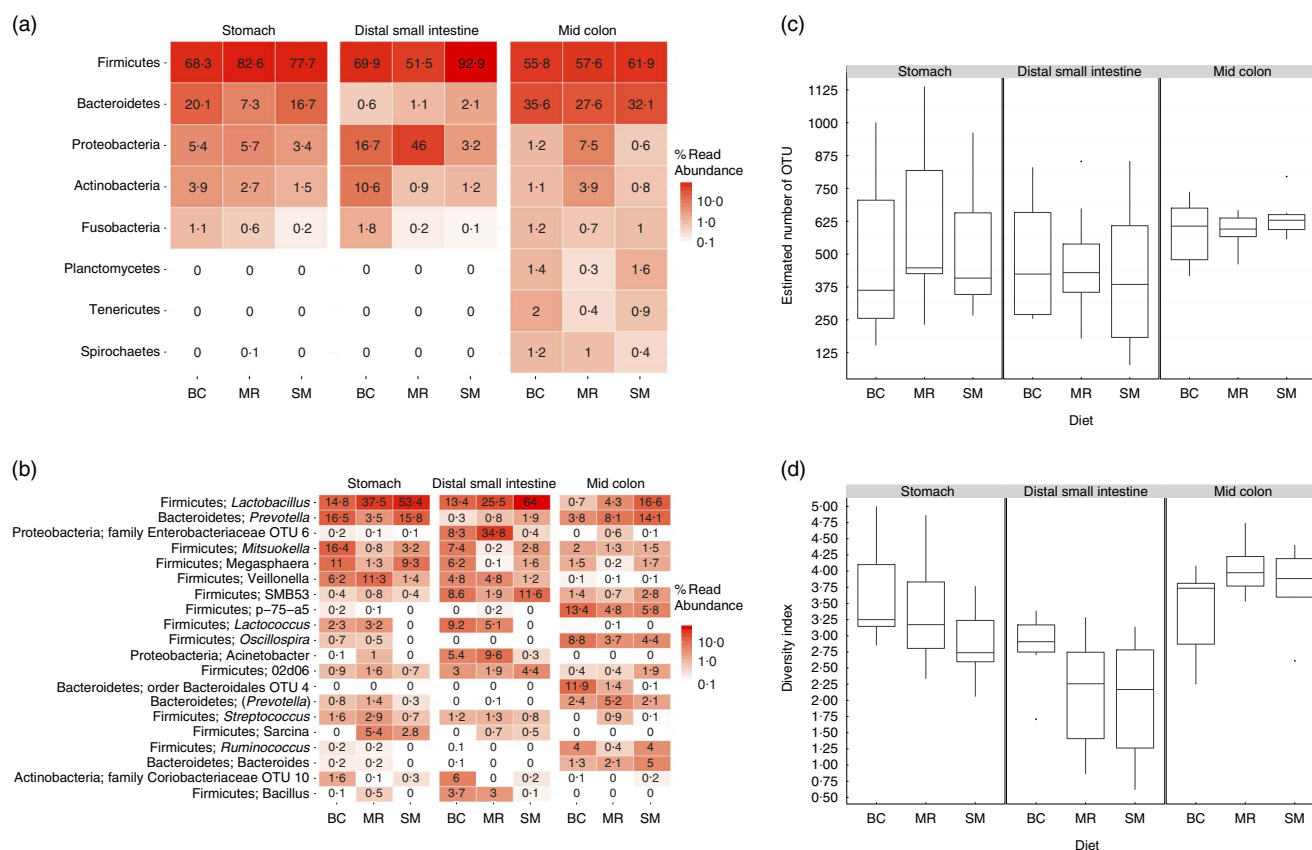 (a)
Stomach Distal small intestine Mid colon
Firmicutes 68·3 82·6 77·7 69·9 51·5 92·9 55·8 57·6 61·9
Bacteroidetes 20·1 7·3 16·7 0·6 1·1 2·1 35·6 27·6 32·1
Proteobacteria 5·4 5·7 3·4 16·7 46 3·2 1·2 7·5 0·6
Actinobacteria 3·9 2·7 1·5 10·6 0·9 1·2 1·1 3·9 0·8
Fusobacteria 1·1 0·6 0·2 1·8 0·2 0·1 1·2 0·7 1
Planctomycetes 0 0 0 0 0 0 1·4 0·3 1·6
Tenericutes 0 0 0 0 0 0 2 0·4 0·9
Spirochaetes 0 0·1 0 0 0 0 1·2 1 0·4
BC MR SM BC MR SM BC MR SM
% Read
Abundance
10·0
1·0
0·1
(b)
Stomach Distal small intestine Mid colon
Firmicutes; Lactobacillus 14·8 37·5 53·4 13·4 25·5 64 0·7 4·3 16·6
Bacteroidetes; Prevotella 16·5 3·5 15·8 0·3 0·8 1·9 3·8 8·1 14·1
Proteobacteria; family Enterobacteriaceae OTU 6 0·2 0·1 0·1 8·3 34·8 0·4 0 0·6 0·1
Firmicutes; Mitsuokella 16·4 0·8 3·2 7·4 0·2 2·8 2 1·3 1·5
Firmicutes; Megasphaera 11 1·3 9·3 6·2 0·1 1·6 1·5 0·2 1·7
Firmicutes; Veillonella 6·2 11·3 1·4 4·8 4·8 1·2 0·1 0·1 0·1
Firmicutes; SMB53 0·4 0·8 0·4 8·6 1·9 11·6 1·4 0·7 2·8
Firmicutes; p-75-a5 0·2 0·1 0 0 0·2 0 13·4 4·8 5·8
Firmicutes; Lactococcus 2·3 3·2 0 9·2 5·1 0 0·1 0
Firmicutes; Oscillospira 0·7 0·5 0 0 0 0 8·8 3·7 4·4
Proteobacteria; Acinetobacter 0·1 1 0 5·4 9·6 0·3 0 0 0
Firmicutes; 02d06 0·9 1·6 0·7 3 1·9 4·4 0·4 0·4 1·9
Bacteroidetes; order Bacteroidales OTU 4 0 0 0 0 0 0 11·9 1·4 0·1
Bacteroidetes; (Prevotella) 0·8 1·4 0·3 0 0·1 0 2·4 5·2 2·1
Firmicutes; Streptococcus 1·6 2·9 0·7 1·2 1·3 0·8 0 0·9 0·1
Firmicutes; Sarcina 0 5·4 2·8 0 0·7 0·5 0 0 0
Firmicutes; Ruminococcus 0·2 0·2 0 0·1 0 0 4 0·4 4
Bacteroidetes; Bacteroides 0·2 0·2 0 0·1 0 0 1·3 2·1 5
Actinobacteria; family Coriobacteriaceae OTU 10 1·6 0·1 0·3 6 0 0·2 0·1 0 0·2
Firmicutes; Bacillus 0·1 0·5 0 3·7 3 0·1 0 0 0
BC MR SM BC MR SM BC MR SM
% Read
Abundance
10·0
1·0
0·1
(c)
Stomach Distal small intestine Mid colon
Estimated number of OTU
1125
1000
875
750
625
500
375
250
125
BC MR SM BC MR SM BC MR SM
Diet
(d)
Stomach Distal small intestine Mid colon
Diversity index
5·00
4·75
4·50
4·25
4·00
3·75
3·50
3·25
3·00
2·75
2·50
2·25
2·00
1·75
1·50
1·25
1·00
0·75
0·50
BC MR SM BC MR SM BC MR SM
Diet